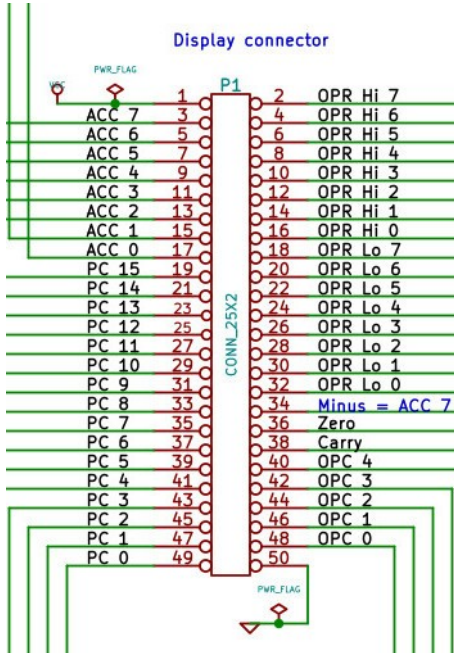 Display connector
VCC
PWR_FLAG
P1
1 2 OPR Hi 7
ACC 7 3 4 OPR Hi 6
ACC 6 5 6 OPR Hi 5
ACC 5 7 8 OPR Hi 4
ACC 4 9 10 OPR Hi 3
ACC 3 11 12 OPR Hi 2
ACC 2 13 14 OPR Hi 1
ACC 1 15 16 OPR Hi 0
ACC 0 17 18 OPR Lo 7
PC 15 19 20 OPR Lo 6
PC 14 21 22 OPR Lo 5
PC 13 23 24 OPR Lo 4
PC 12 25 26 OPR Lo 3
PC 11 27 28 OPR Lo 2
PC 10 29 30 OPR Lo 1
PC 9 31 32 OPR Lo 0
PC 8 33 34 Minus = ACC 7
PC 7 35 36 Zero
PC 6 37 38 Carry
PC 5 39 40 OPC 4
PC 4 41 42 OPC 3
PC 3 43 44 OPC 2
PC 2 45 46 OPC 1
PC 1 47 48 OPC 0
PC 0 49 50
CONN_25X2
PWR_FLAG